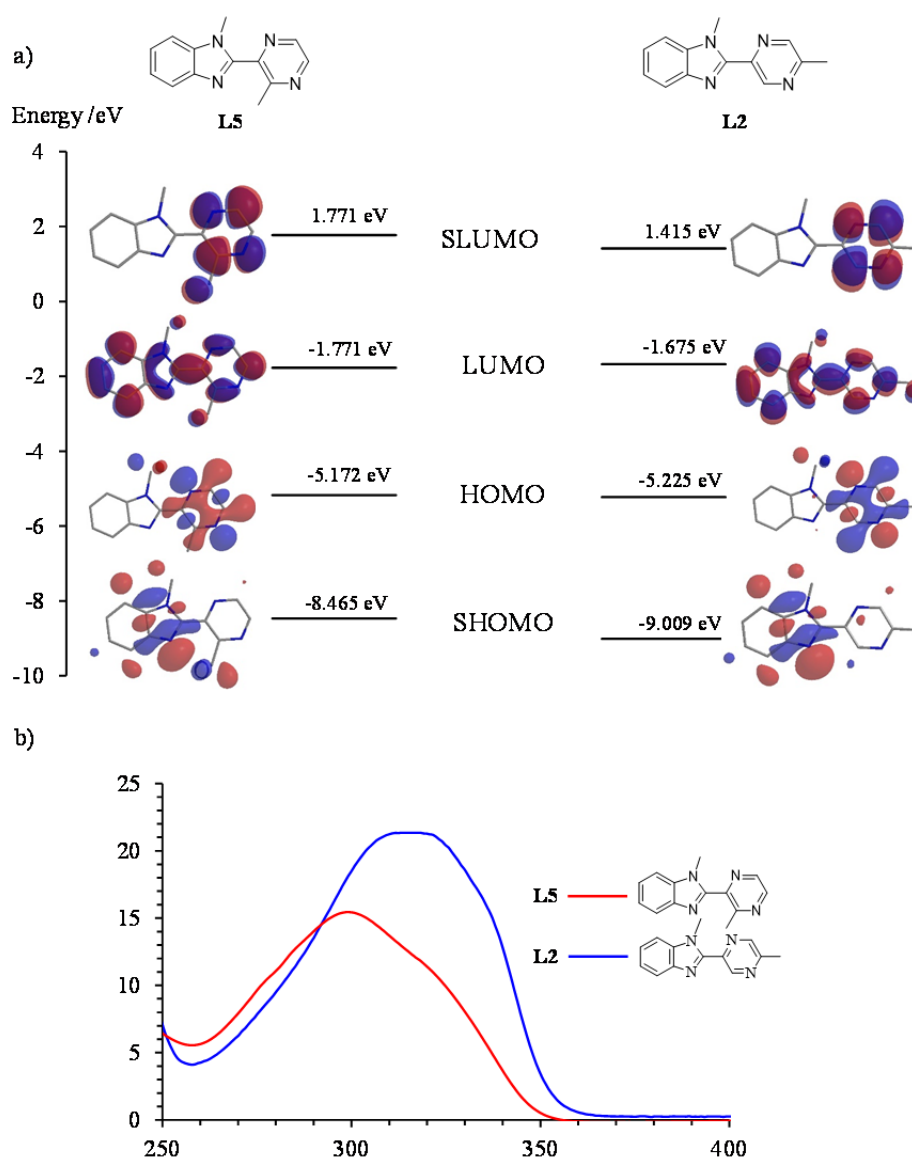 a)
N
N
N
N
L5
N
N
N
N
L2
Energy /eV
4
2
0
-2
-4
-6
-8
-10
1.771 eV
SLUMO
1.415 eV
-1.771 eV
LUMO
-1.675 eV
-5.172 eV
HOMO
-5.225 eV
-8.465 eV
SHOMO
-9.009 eV
b)
25
20
15
10
5
0
250
300
350
400
L5
N
N
N
N
L2
N
N
N
N